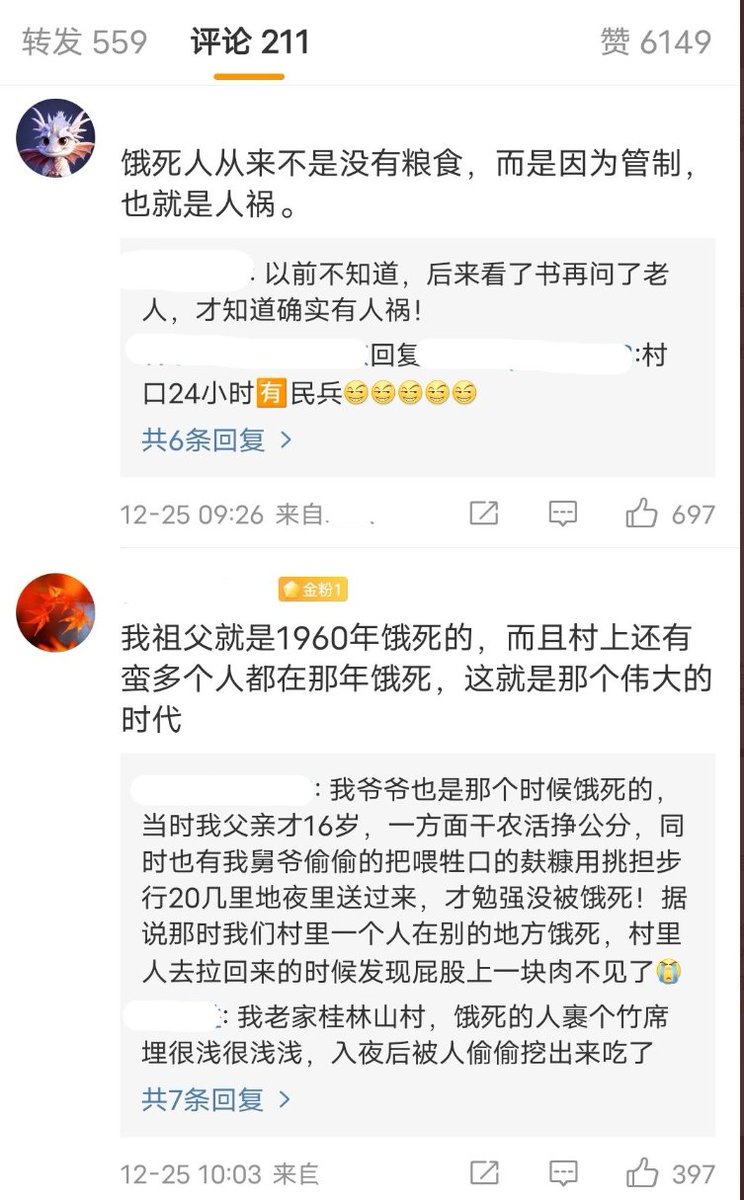 转发 559 评论 211 赞 6149
饿死人从来不是没有粮食，而是因为管制，
也就是人祸。
: 以前不知道，后来看了书再问了老
人，才知道确实有人祸！
回复 :村
口24小时有民兵😏😏😏😏😏
共6条回复 >
12-25 09:26 来自 697
金粉1
我祖父就是1960年饿死的，而且村上还有
蛮多个人都在那年饿死，这就是那个伟大的
时代
: 我爷爷也是那个时候饿死的，
当时我父亲才16岁，一方面干农活挣公分，同
时也有我舅爷偷偷的把喂牲口的麸糠用挑担步
行20几里地夜里送过来，才勉强没被饿死！据
说那时我们村里一个人在别的地方饿死，村里
人去拉回来的时候发现屁股上一块肉不见了😭
: 我老家桂林山村，饿死的人裹个竹席
埋很浅很浅浅，入夜后被人偷偷挖出来吃了
共7条回复 >
12-25 10:03 来自 397